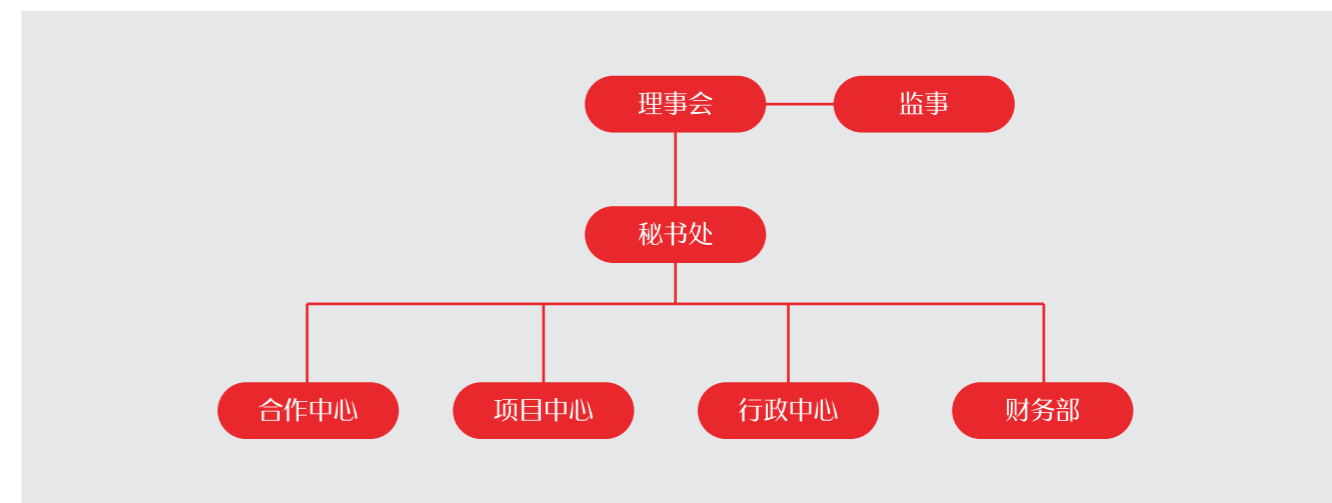 理事会
监事
秘书处
合作中心
项目中心
行政中心
财务部